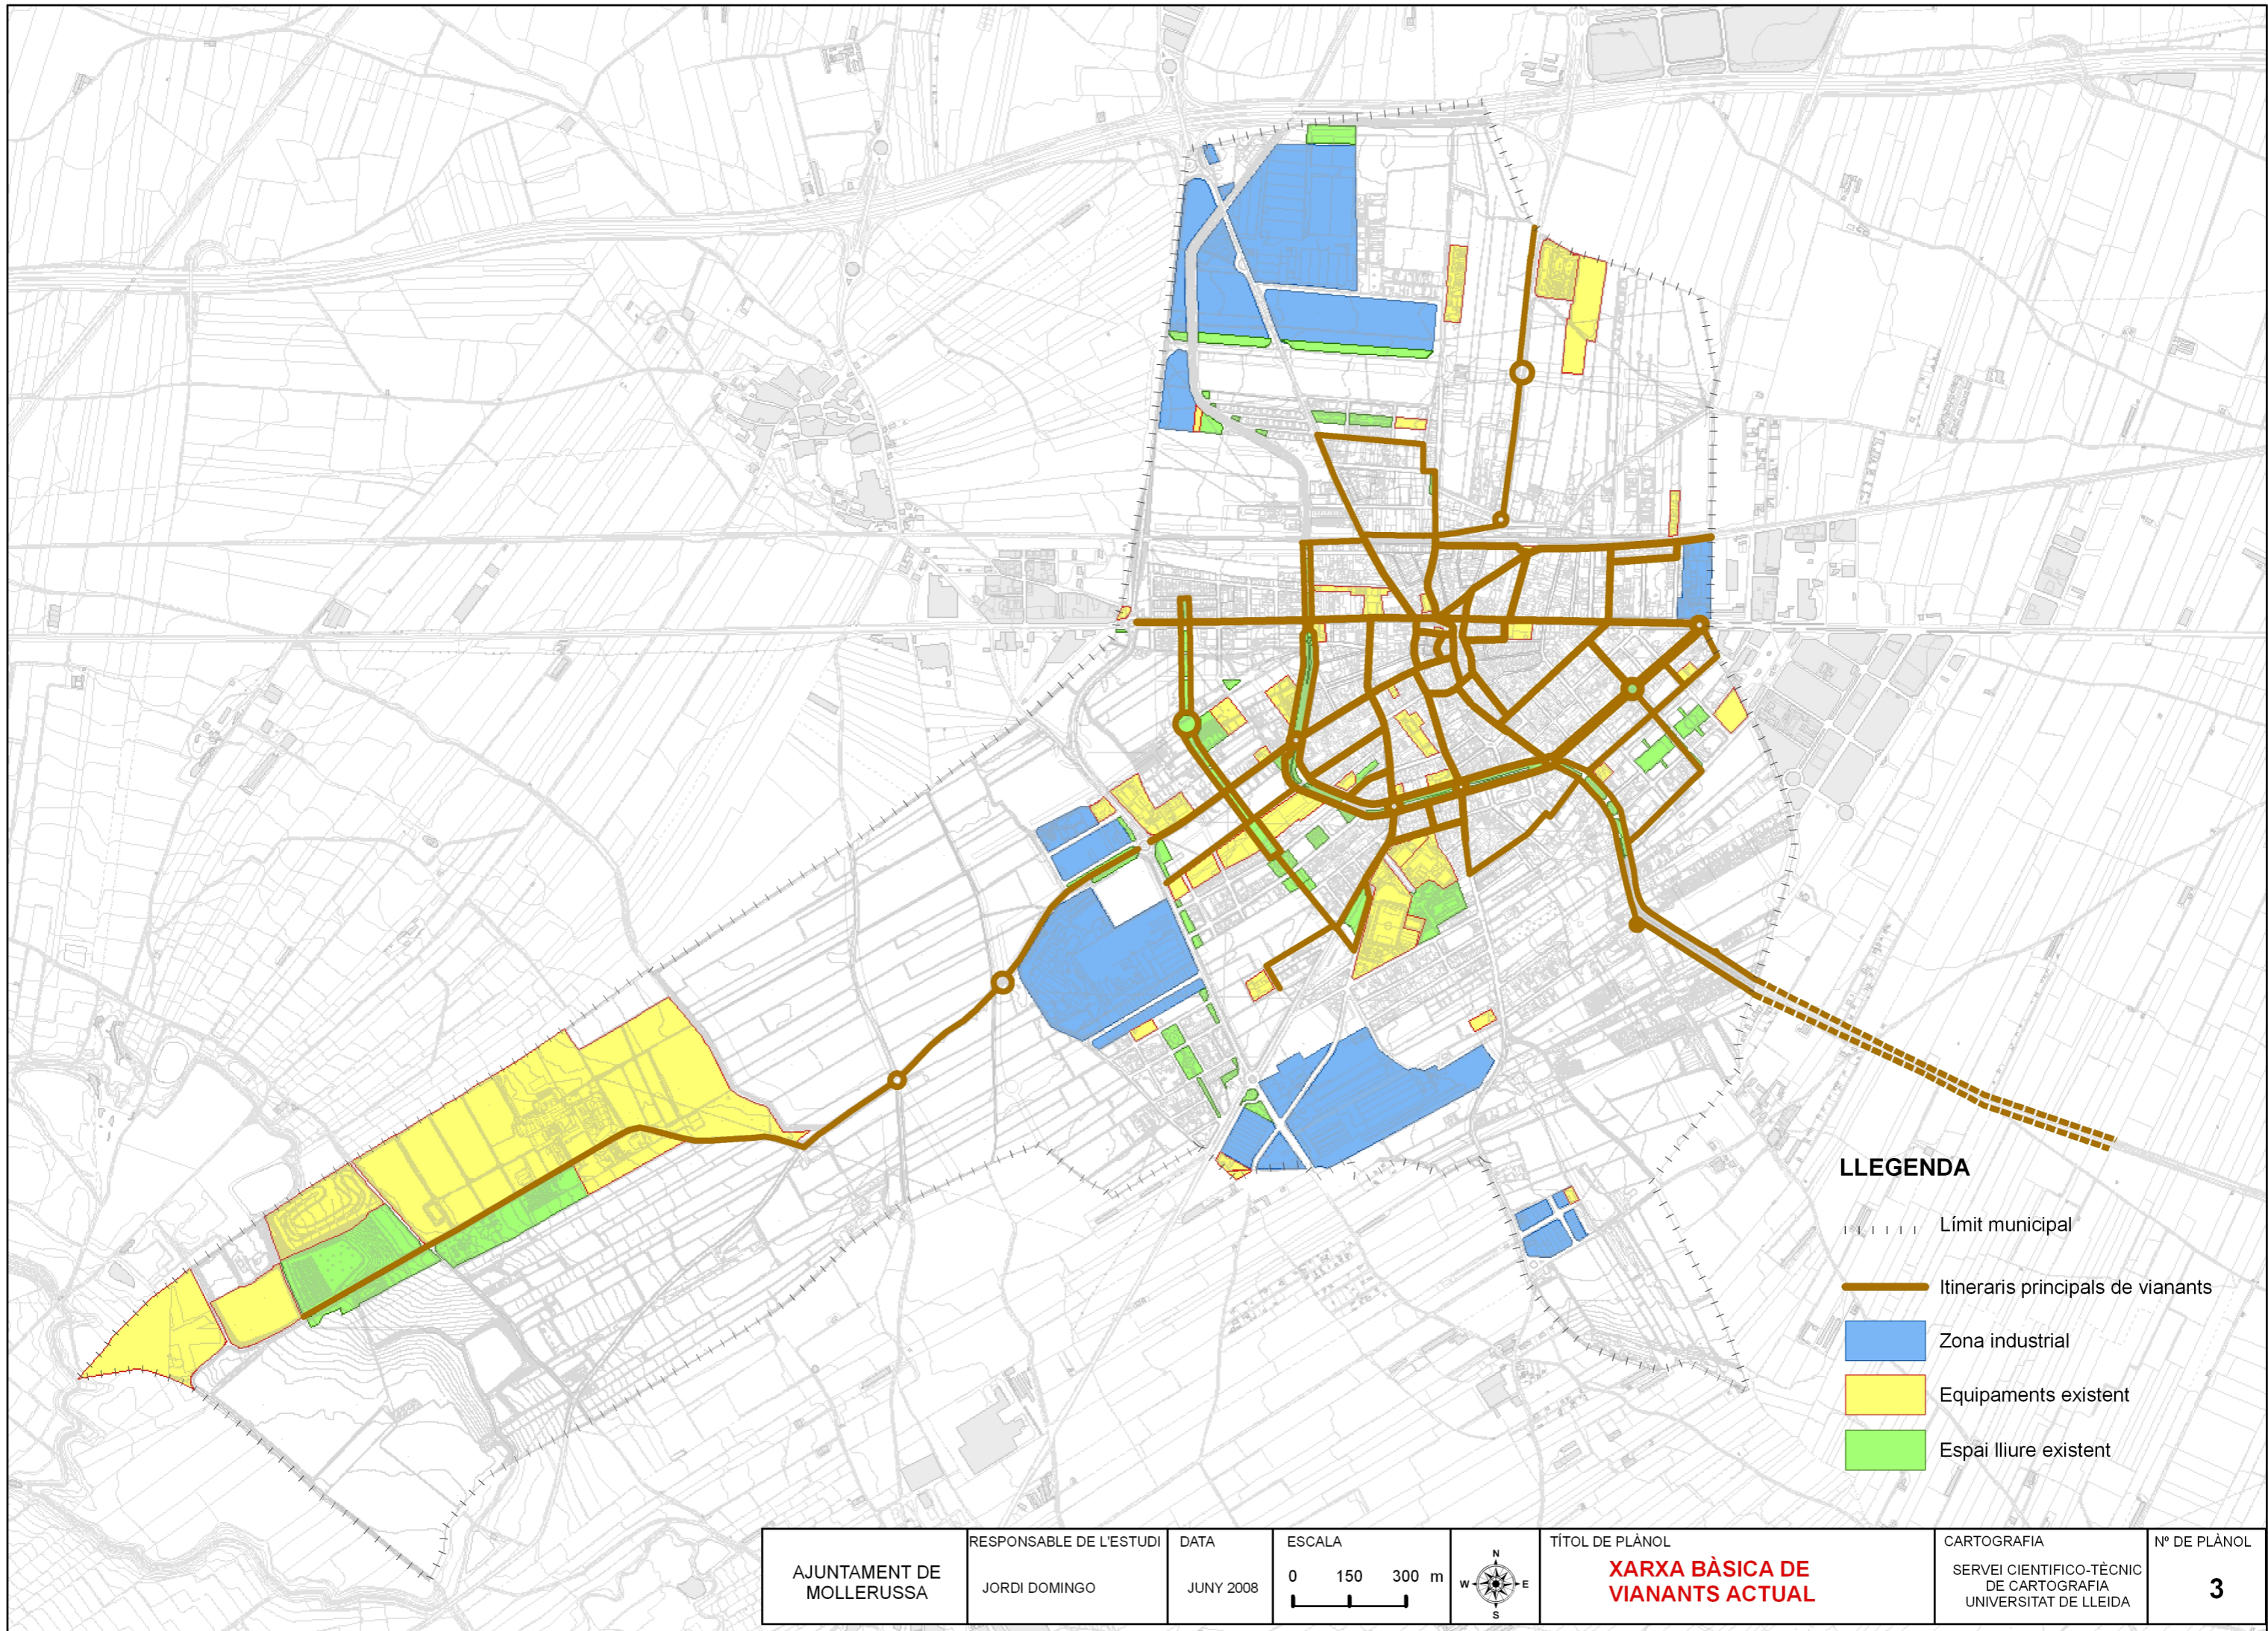 LLEGENDA
Límit municipal
Itineraris principals de vianants
Zona industrial
Equipaments existent
Espai lliure existent
AJUNTAMENT DE
MOLLERUSSA
RESPONSABLE DE L'ESTUDI
JORDI DOMINGO
DATA
JUNY 2008
ESCALA
0 150 300 m
N
W E
S
TÍTOL DE PLÀNOL
XARXA BÀSICA DE
VIANANTS ACTUAL
CARTOGRAFIA
SERVEI CIENTIFICO-TÈCNIC
DE CARTOGRAFIA
UNIVERSITAT DE LLEIDA
Nº DE PLÀNOL
3